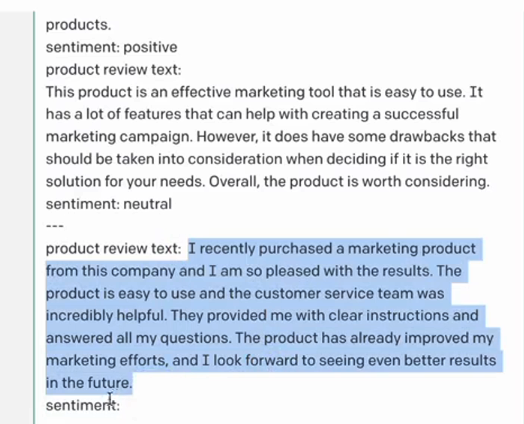 products.
sentiment: positive
product review text:
This product is an effective marketing tool that is easy to use. It
has a lot of features that can help with creating a successful
marketing campaign. However, it does have some drawbacks that
should be taken into consideration when deciding if it is the right
solution for your needs. Overall, the product is worth considering.
sentiment: neutral
---
product review text: I recently purchased a marketing product
from this company and I am so pleased with the results. The
product is easy to use and the customer service team was
incredibly helpful. They provided me with clear instructions and
answered all my questions. The product has already improved my
marketing efforts, and I look forward to seeing even better results
in the future.
sentiment: